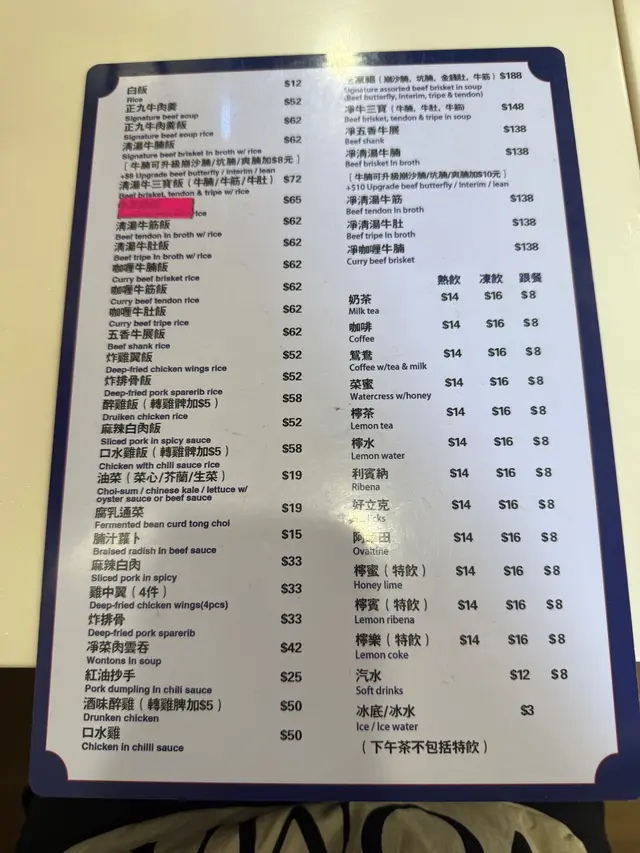 白飯 $12
Rice
正九牛肉羹 $52
Signature beef soup
正九牛肉羹飯 $62
Signature beef soup rice
清湯牛腩飯 $62
Signature beef brisket in broth w/ rice
[牛腩可升級崩沙腩/坑腩/爽腩加$8元]
+$8 Upgrade beef butterfly / interim / lean
清湯牛三寶飯（牛腩/牛筋/牛肚） $72
Beef brisket, tendon & tripe w/ rice
$65
rice
清湯牛筋飯 $62
Beef tendon in broth w/ rice
清湯牛肚飯 $62
Beef tripe in broth w/ rice
咖喱牛腩飯 $62
Curry beef brisket rice
咖喱牛筋飯 $62
Curry beef tendon rice
咖喱牛肚飯 $62
Curry beef tripe rice
五香牛展飯 $62
Beef shank rice
炸雞翼飯 $52
Deep-fried chicken wings rice
炸排骨飯 $52
Deep-fried pork sparerib rice
醉雞飯（轉雞髀加$5） $58
Druiken chicken rice
麻辣白肉飯 $52
Sliced pork in spicy sauce
口水雞飯（轉雞髀加$5） $58
Chicken with chili sauce rice
油菜（菜心/芥蘭/生菜） $19
Choi-sum / chinese kale / lettuce w/
oyster sauce or beef sauce
腐乳通菜 $19
Fermented bean curd tong choi
腩汁蘿卜 $15
Braised radish in beef sauce
麻辣白肉 $33
Sliced pork in spicy
雞中翼（4件） $33
Deep-fried chicken wings(4pcs)
炸排骨 $33
Deep-fried pork sparerib
淨菜肉雲吞 $42
Wontons in soup
紅油抄手 $25
Pork dumpling in chili sauce
酒味醉雞（轉雞髀加$5） $50
Drunken chicken
口水雞 $50
Chicken in chilli sauce
（崩沙腩，坑腩，金錢肚，牛筋） $188
Signature assorted beef brisket in soup
(Beef butterfly, interim, tripe & tendon)
淨牛三寶（牛腩，牛肚，牛筋） $148
Beef brisket, tendon & tripe in soup
淨五香牛展 $138
Beef shank
淨清湯牛腩 $138
Beef brisket in broth
[牛腩可升級崩沙腩/坑腩/爽腩加$10元]
+$10 Upgrade beef butterfly / Interim / lean
淨清湯牛筋 $138
Beef tendon in broth
淨清湯牛肚 $138
Beef tripe in broth
淨咖喱牛腩 $138
Curry beef brisket
熱飲 凍飲 跟餐
奶茶 $14 $16 $8
Milk tea
咖啡 $14 $16 $8
Coffee
鴛鴦 $14 $16 $8
Coffee w/tea & milk
菜蜜 $14 $16 $8
Watercress w/honey
檸茶 $14 $16 $8
Lemon tea
檸水 $14 $16 $8
Lemon water
利賓納 $14 $16 $8
Ribena
好立克 $14 $16 $8
阿 田 $14 $16 $8
Ovaltine
檸蜜（特飲） $14 $16 $8
Honey lime
檸賓（特飲） $14 $16 $8
Lemon ribena
檸樂（特飲） $14 $16 $8
Lemon coke
汽水 $12 $8
Soft drinks
冰底/冰水 $3
Ice / Ice water
（下午茶不包括特飲）